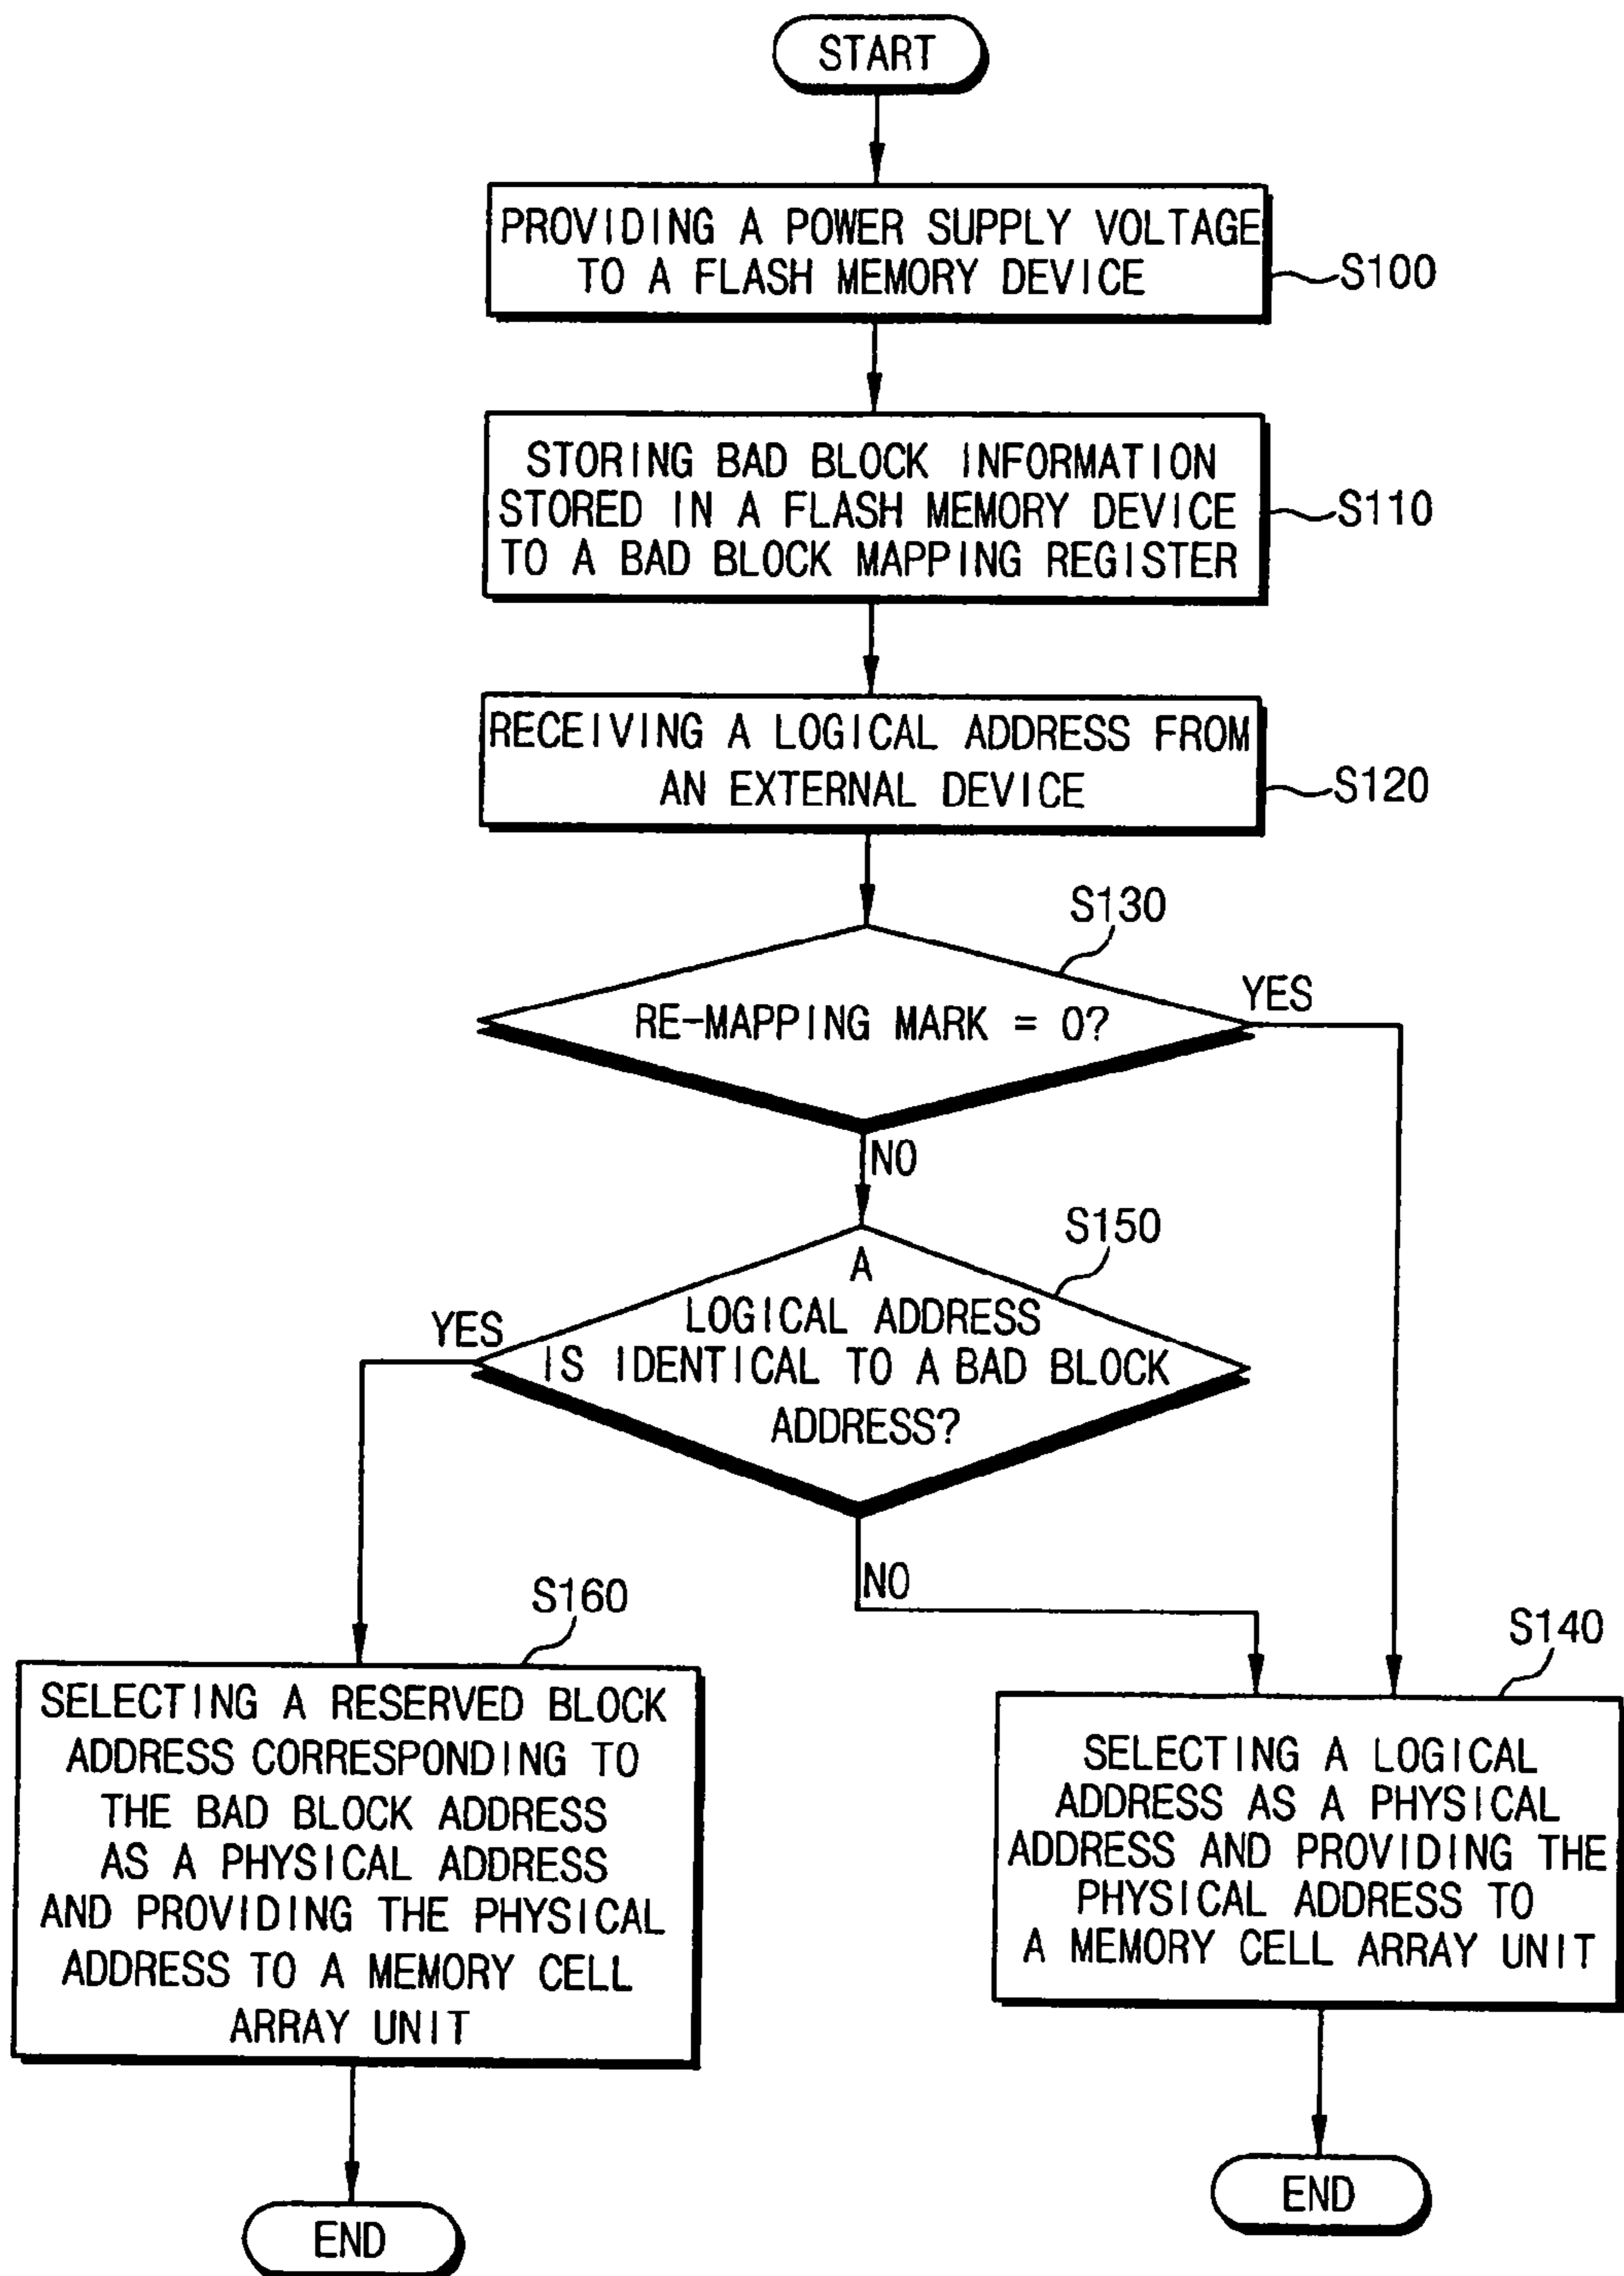 START
PROVIDING A POWER SUPPLY VOLTAGE
TO A FLASH MEMORY DEVICE
S100
STORING BAD BLOCK INFORMATION
STORED IN A FLASH MEMORY DEVICE
TO A BAD BLOCK MAPPING REGISTER
S110
RECEIVING A LOGICAL ADDRESS FROM
AN EXTERNAL DEVICE
S120
S130
RE-MAPPING MARK = 0?
YES
NO
S150
A
LOGICAL ADDRESS
IS IDENTICAL TO A BAD BLOCK
ADDRESS?
YES
NO
S160
SELECTING A RESERVED BLOCK
ADDRESS CORRESPONDING TO
THE BAD BLOCK ADDRESS
AS A PHYSICAL ADDRESS
AND PROVIDING THE PHYSICAL
ADDRESS TO A MEMORY CELL
ARRAY UNIT
S140
SELECTING A LOGICAL
ADDRESS AS A PHYSICAL
ADDRESS AND PROVIDING THE
PHYSICAL ADDRESS TO
A MEMORY CELL ARRAY UNIT
END
END